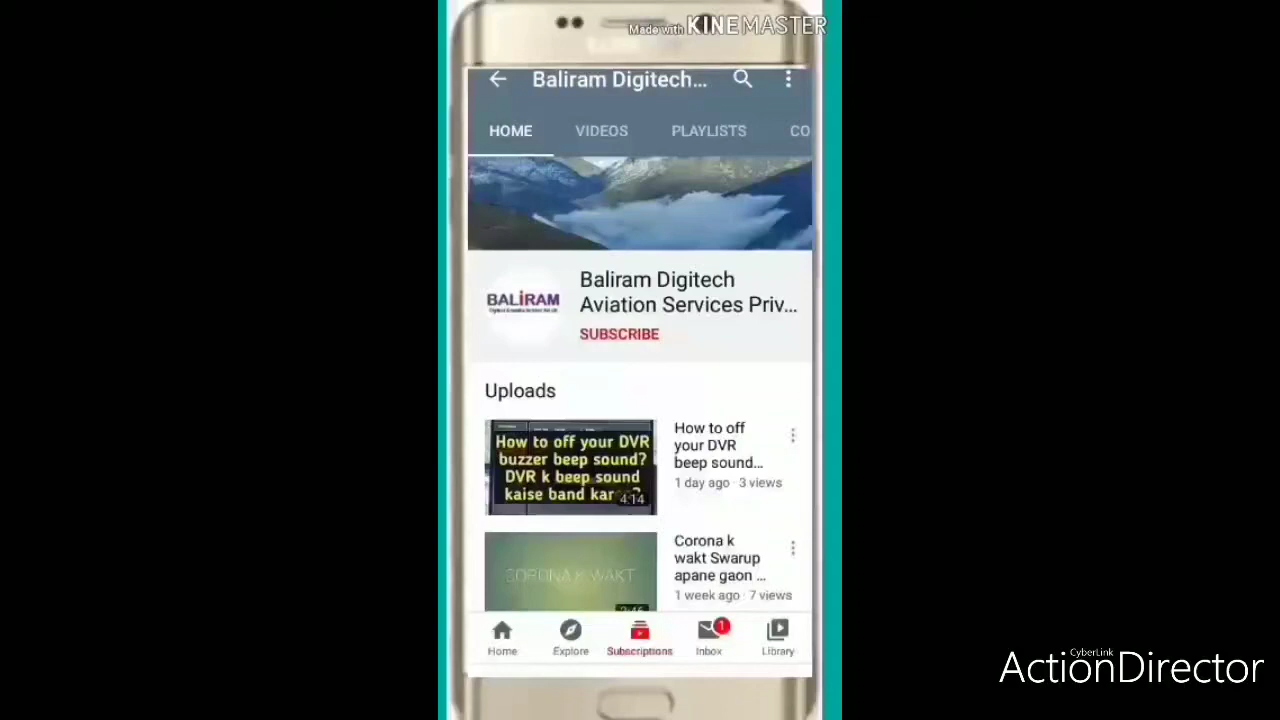 Made with KINEMASTER
Baliram Digitech...
HOME VIDEOS PLAYLISTS CO
BALiRAM
Baliram Digitech
Aviation Services Priv...
SUBSCRIBE
Uploads
How to off your DVR
buzzer beep sound?
DVR k beep sound
kaise band kar
4:14
How to off
your DVR
beep sound...
1 day ago · 3 views
CORONA K WAKT
Corona k
wakt Swarup
apane gaon ...
1 week ago · 7 views
1
Home Explore Subscriptions Inbox Library
CyberLink
ActionDirector